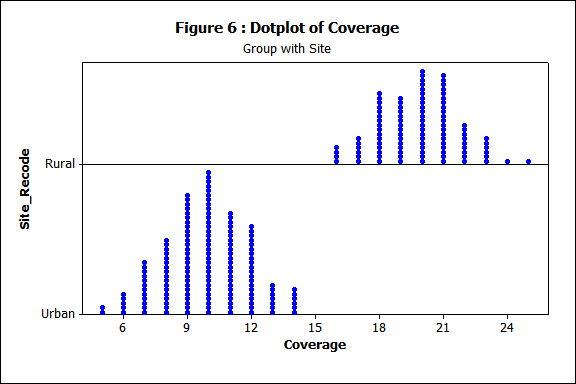 Figure 6 : Dotplot of Coverage
Group with Site
Site_Recode
Rural
Urban
6 9 12 15 18 21 24
Coverage